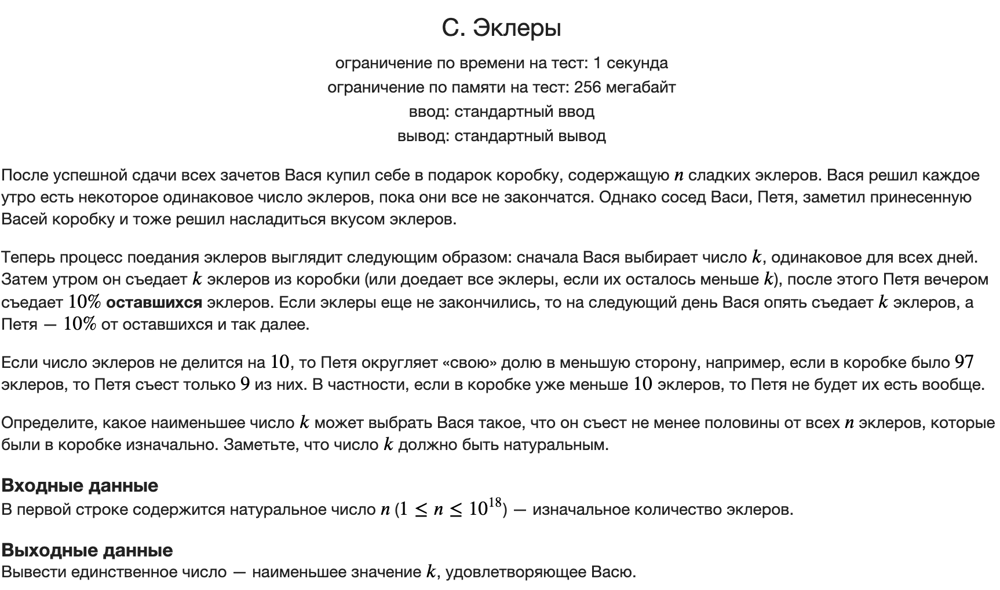 С. Эклеры
ограничение по времени на тест: 1 секунда
ограничение по памяти на тест: 256 мегабайт
ввод: стандартный ввод
вывод: стандартный вывод
После успешной сдачи всех зачетов Вася купил себе в подарок коробку, содержащую n сладких эклеров. Вася решил каждое
утро есть некоторое одинаковое число эклеров, пока они все не закончатся. Однако сосед Васи, Петя, заметил принесенную
Васей коробку и тоже решил насладиться вкусом эклеров.
Теперь процесс поедания эклеров выглядит следующим образом: сначала Вася выбирает число k, одинаковое для всех дней.
Затем утром он съедает k эклеров из коробки (или доедает все эклеры, если их осталось меньше k), после этого Петя вечером
съедает 10% оставшихся эклеров. Если эклеры еще не закончились, то на следующий день Вася опять съедает k эклеров, а
Петя — 10% от оставшихся и так далее.
Если число эклеров не делится на 10, то Петя округляет «свою» долю в меньшую сторону, например, если в коробке было 97
эклеров, то Петя съест только 9 из них. В частности, если в коробке уже меньше 10 эклеров, то Петя не будет их есть вообще.
Определите, какое наименьшее число k может выбрать Вася такое, что он съест не менее половины от всех n эклеров, которые
были в коробке изначально. Заметьте, что число k должно быть натуральным.
Входные данные
В первой строке содержится натуральное число n (1 ≤ n ≤ 10¹⁸) — изначальное количество эклеров.
Выходные данные
Вывести единственное число — наименьшее значение k, удовлетворяющее Васю.